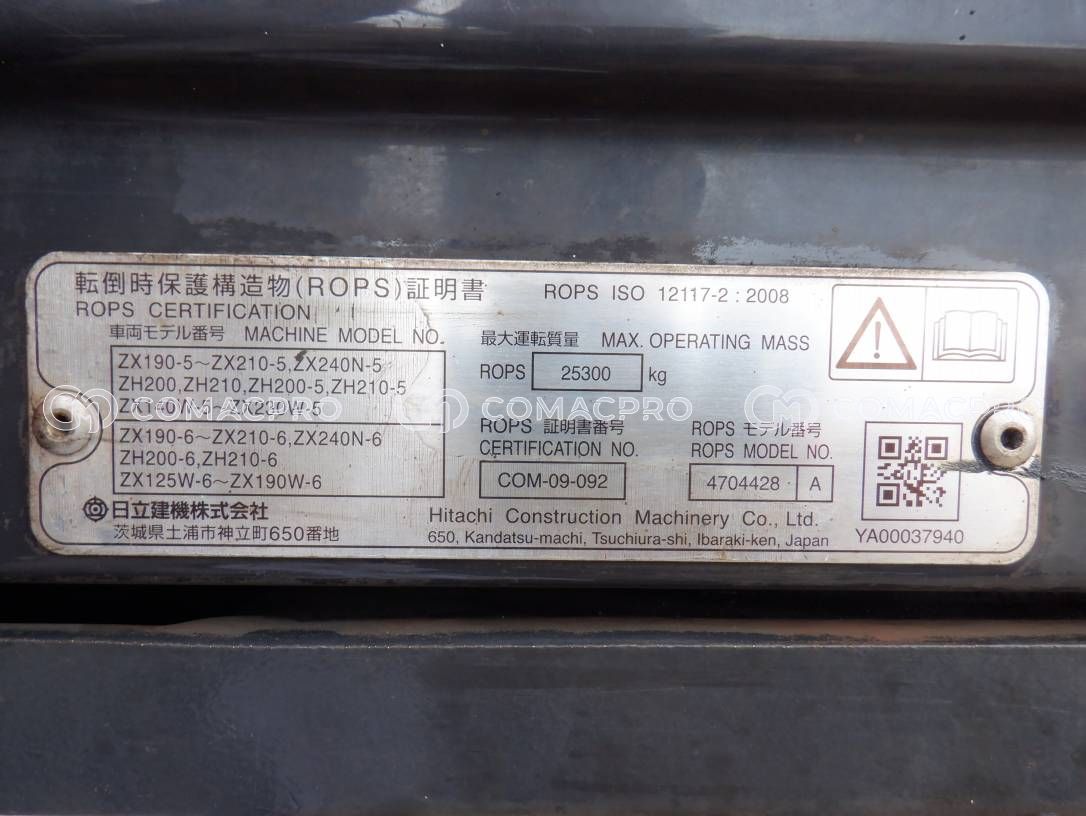 転倒時保護構造物(ROPS)証明書
ROPS CERTIFICATION
ROPS ISO 12117-2 : 2008
車両モデル番号 MACHINE MODEL NO.
ZX190-5～ZX210-5,ZX240N-5
ZH200,ZH210,ZH200-5,ZH210-5
ZX140W-5～ZX220W-5
ZX190-6～ZX210-6,ZX240N-6
ZH200-6,ZH210-6
ZX125W-6～ZX190W-6
最大運転質量 MAX. OPERATING MASS
ROPS 25300 kg
COMACPRO COMACPRO COMACPRO
ROPS 証明書番号
CERTIFICATION NO.
COM-09-092
ROPS モデル番号
ROPS MODEL NO.
4704428 A
日立建機株式会社
茨城県土浦市神立町650番地
Hitachi Construction Machinery Co., Ltd.
650, Kandatsu-machi, Tsuchiura-shi, Ibaraki-ken, Japan
YA00037940